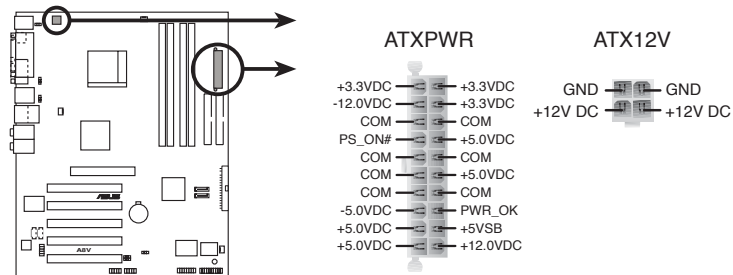 ATXPWR
ATX12V
+3.3VDC +3.3VDC
-12.0VDC +3.3VDC
COM COM
PS_ON# +5.0VDC
COM COM
COM +5.0VDC
COM COM
-5.0VDC PWR_OK
+5.0VDC +5VSB
+5.0VDC +12.0VDC
GND GND
+12V DC +12V DC
ASUS
A8V